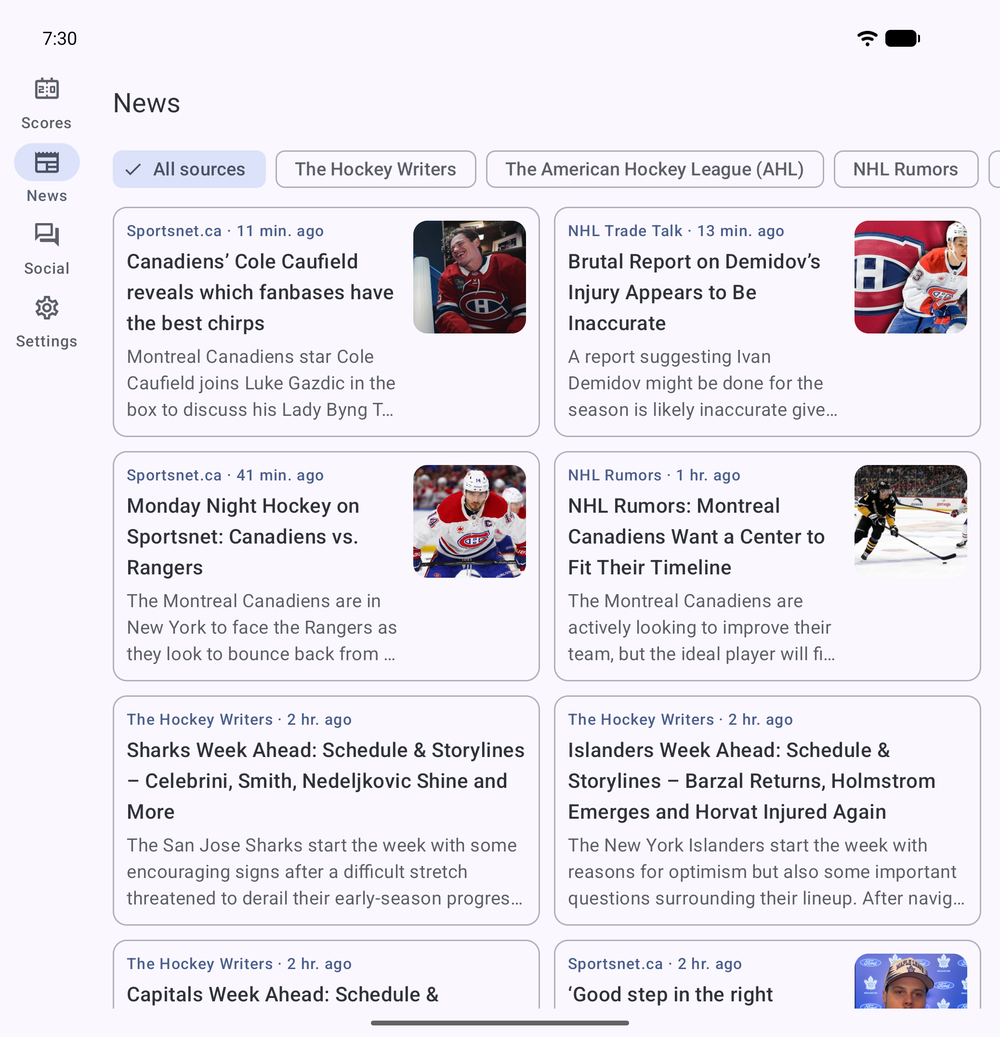 7:30
Scores
News
Social
Settings
News
All sources
The Hockey Writers
The American Hockey League (AHL)
NHL Rumors
Sportsnet.ca · 11 min. ago
Canadiens’ Cole Caufield
reveals which fanbases have
the best chirps
Montreal Canadiens star Cole
Caufield joins Luke Gazdic in the
box to discuss his Lady Byng T…
NHL Trade Talk · 13 min. ago
Brutal Report on Demidov’s
Injury Appears to Be
Inaccurate
A report suggesting Ivan
Demidov might be done for the
season is likely inaccurate give…
Sportsnet.ca · 41 min. ago
Monday Night Hockey on
Sportsnet: Canadiens vs.
Rangers
The Montreal Canadiens are in
New York to face the Rangers as
they look to bounce back from …
NHL Rumors · 1 hr. ago
NHL Rumors: Montreal
Canadiens Want a Center to
Fit Their Timeline
The Montreal Canadiens are
actively looking to improve their
team, but the ideal player will fi…
The Hockey Writers · 2 hr. ago
Sharks Week Ahead: Schedule & Storylines
– Celebrini, Smith, Nedeljkovic Shine and
More
The San Jose Sharks start the week with some
encouraging signs after a difficult stretch
threatened to derail their early-season progres…
The Hockey Writers · 2 hr. ago
Islanders Week Ahead: Schedule &
Storylines – Barzal Returns, Holmstrom
Emerges and Horvat Injured Again
The New York Islanders start the week with
reasons for optimism but also some important
questions surrounding their lineup. After navig…
The Hockey Writers · 2 hr. ago
Capitals Week Ahead: Schedule &
Sportsnet.ca · 2 hr. ago
‘Good step in the right